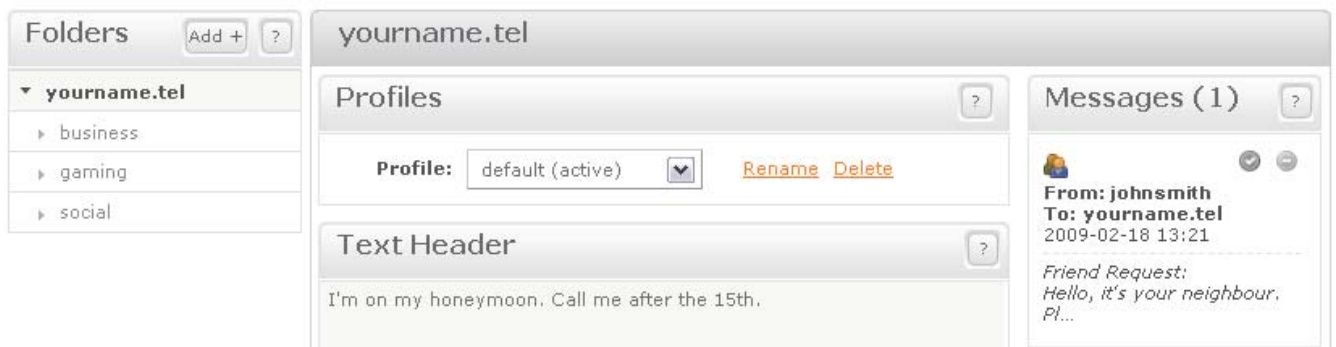 Folders Add + ?
yourname.tel
business
gaming
social
yourname.tel
Profiles ?
Profile: default (active) Rename Delete
Text Header ?
I'm on my honeymoon. Call me after the 15th.
Messages (1) ?
From: johnsmith
To: yourname.tel
2009-02-18 13:21
Friend Request:
Hello, it's your neighbour.
Pl...